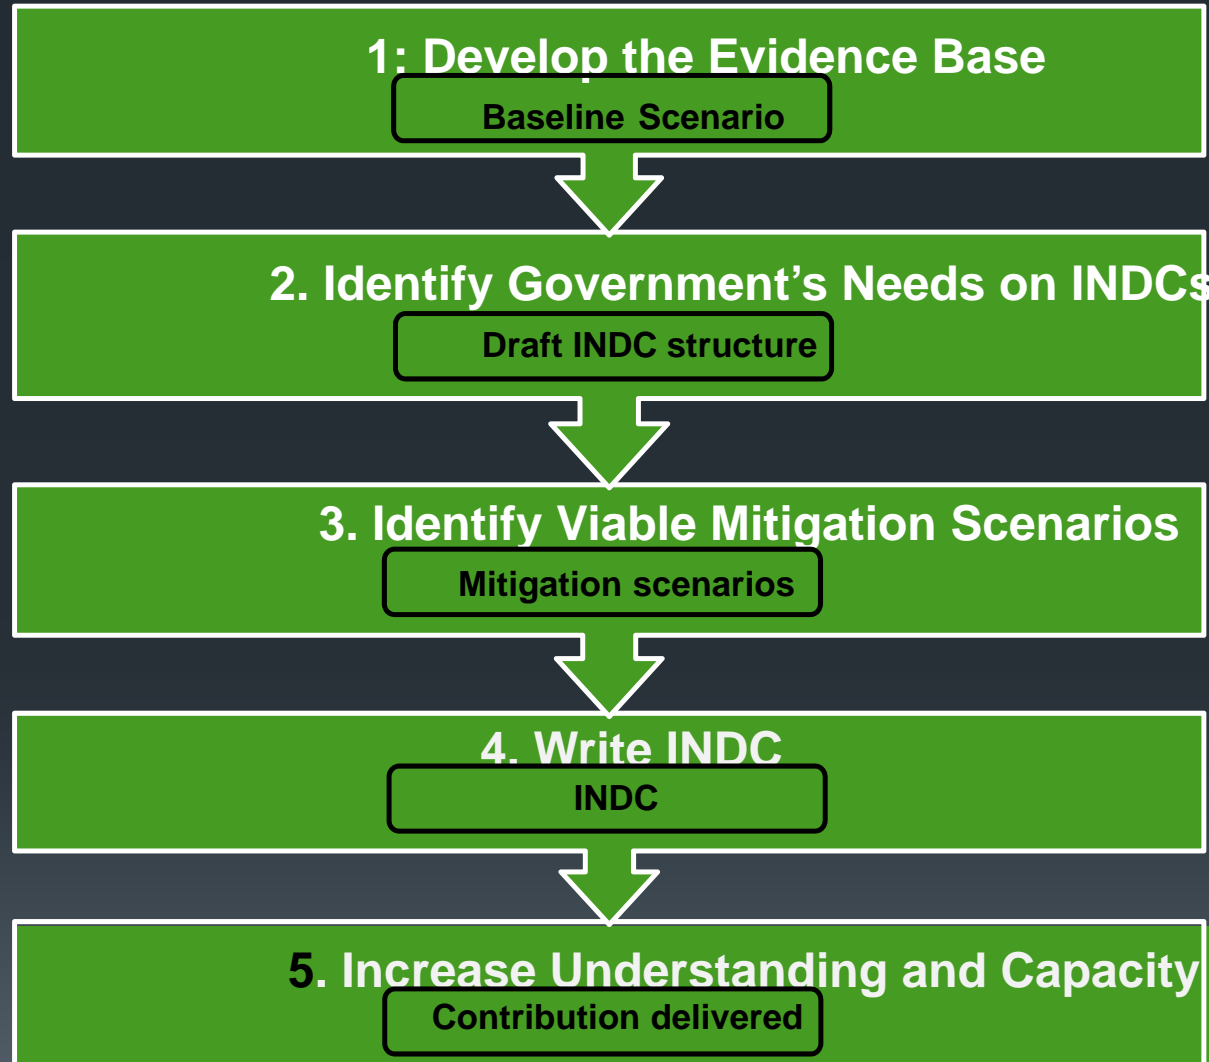 1: Develop the Evidence Base
Baseline Scenario
2. Identify Government’s Needs on INDCs
Draft INDC structure
3. Identify Viable Mitigation Scenarios
Mitigation scenarios
4. Write INDC
INDC
5. Increase Understanding and Capacity
Contribution delivered